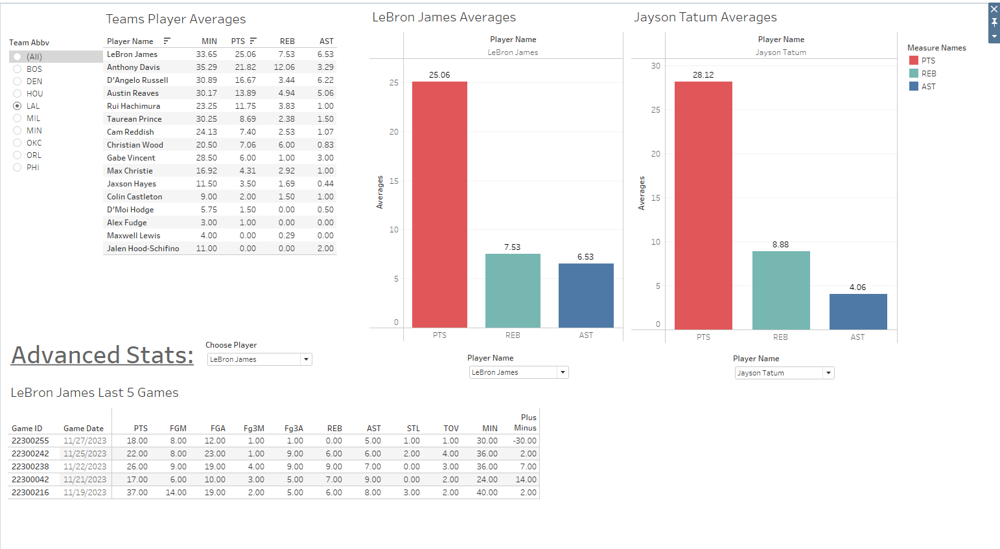 Teams Player Averages
Team Abbv
(All)
BOS
DEN
HOU
LAL
MIL
MIN
OKC
ORL
PHI
Player Name MIN PTS REB AST
LeBron James 33.65 25.06 7.53 6.53
Anthony Davis 35.29 21.82 12.06 3.29
D’Angelo Russell 30.89 16.67 3.44 6.22
Austin Reaves 30.17 13.89 4.94 5.06
Rui Hachimura 23.25 11.75 3.83 1.00
Taurean Prince 30.25 8.69 2.38 1.50
Cam Reddish 24.13 7.40 2.53 1.07
Christian Wood 20.50 7.06 6.00 0.83
Gabe Vincent 28.50 6.00 1.00 3.00
Max Christie 16.92 4.31 2.92 1.00
Jaxson Hayes 11.50 3.50 1.69 0.44
Colin Castleton 9.00 2.00 1.50 1.00
D’Moi Hodge 5.75 1.50 0.00 0.50
Alex Fudge 3.00 1.00 0.00 0.00
Maxwell Lewis 4.00 0.00 0.29 0.00
Jalen Hood-Schifino 11.00 0.00 0.00 2.00
LeBron James Averages
Player Name
LeBron James
Averages
25
20
15
10
5
0
25.06
7.53
6.53
PTS REB AST
Player Name
LeBron James
Jayson Tatum Averages
Player Name
Jayson Tatum
Averages
30
25
20
15
10
5
0
28.12
8.88
4.06
PTS REB AST
Player Name
Jayson Tatum
Measure Names
PTS
REB
AST
Advanced Stats:
Choose Player
LeBron James
LeBron James Last 5 Games
Game ID Game Date PTS FGM FGA Fg3M Fg3A REB AST STL TOV MIN Plus Minus
22300255 11/27/2023 18.00 8.00 12.00 1.00 1.00 0.00 5.00 1.00 1.00 30.00 -30.00
22300242 11/25/2023 22.00 8.00 23.00 1.00 9.00 6.00 6.00 2.00 4.00 36.00 2.00
22300238 11/22/2023 26.00 9.00 19.00 4.00 9.00 9.00 7.00 0.00 3.00 36.00 7.00
22300042 11/21/2023 17.00 6.00 10.00 3.00 5.00 7.00 9.00 0.00 2.00 24.00 14.00
22300216 11/19/2023 37.00 14.00 19.00 2.00 5.00 6.00 8.00 3.00 2.00 40.00 2.00